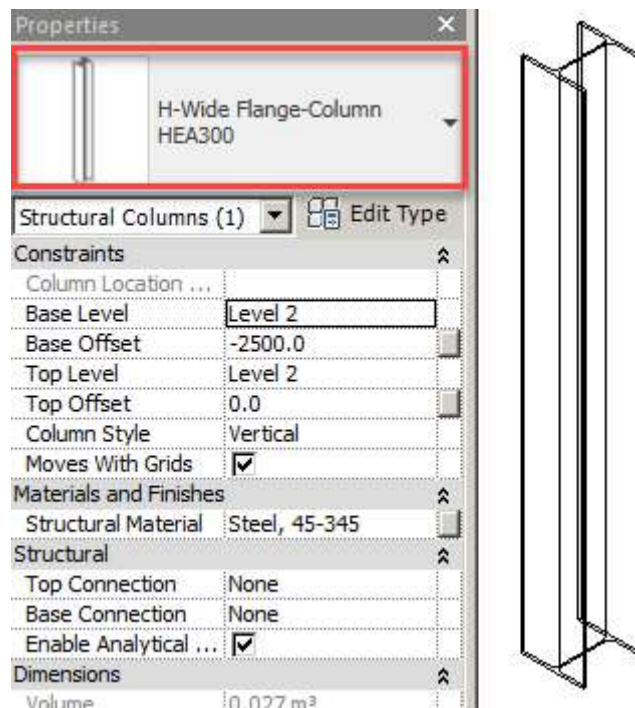 Properties
H-Wide Flange-Column
HEA300
Structural Columns (1) Edit Type
Constraints
Column Location ...
Base Level Level 2
Base Offset -2500.0
Top Level Level 2
Top Offset 0.0
Column Style Vertical
Moves With Grids
Materials and Finishes
Structural Material Steel, 45-345
Structural
Top Connection None
Base Connection None
Enable Analytical ...
Dimensions
Volume 0.027 m³